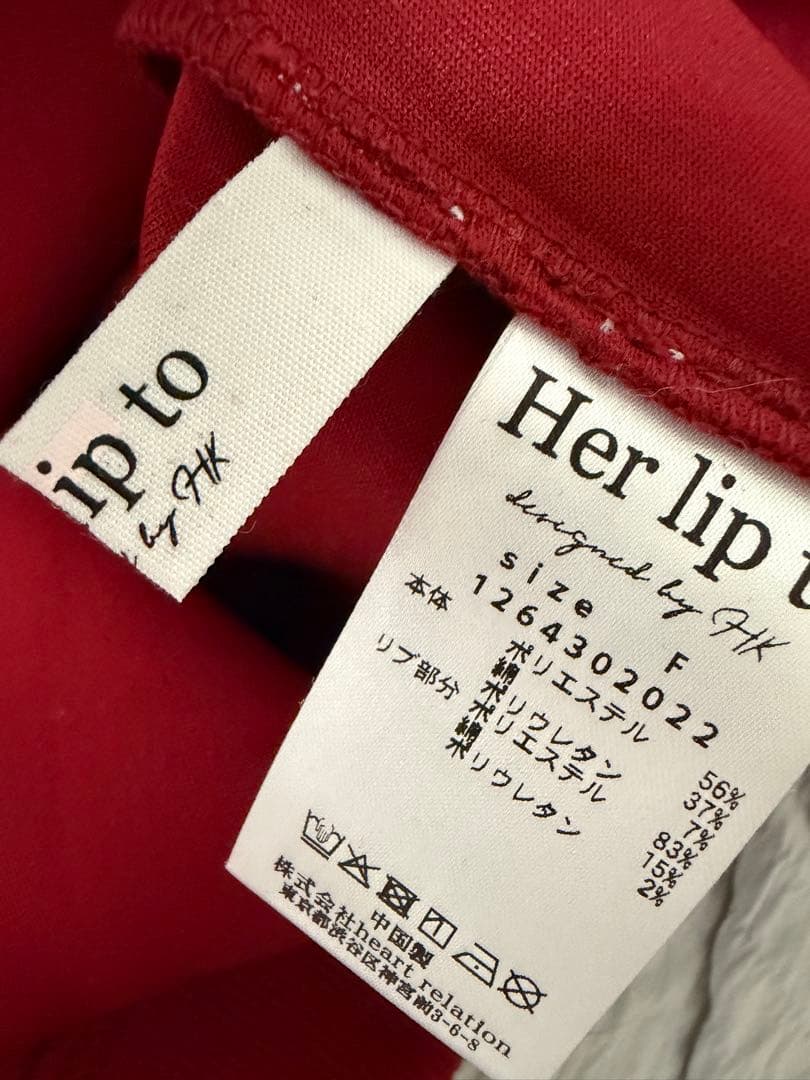 ip to
by HK
Her lip t
designed by HK
size F
1264302022
本体 ポリエステル 56%
綿 37%
ポリウレタン 7%
リブ部分 ポリエステル 83%
綿 15%
ポリウレタン 2%
中国製
株式会社heart relation
東京都渋谷区神宮前3-6-8